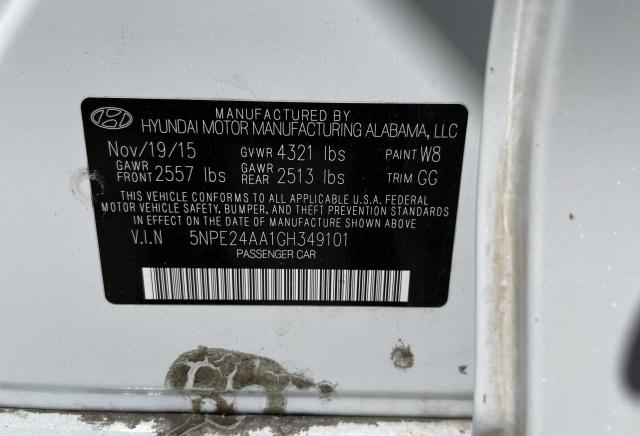 MANUFACTURED BY
HYUNDAI MOTOR MANUFACTURING ALABAMA, LLC
Nov/19/15 GVWR 4321 lbs PAINT W8
GAWR FRONT 2557 lbs GAWR REAR 2513 lbs TRIM GG
THIS VEHICLE CONFORMS TO ALL APPLICABLE U.S.A. FEDERAL
MOTOR VEHICLE SAFETY, BUMPER, AND THEFT PREVENTION
STANDARDS IN EFFECT ON THE DATE OF MANUFACTURE SHOWN ABOVE
V.I.N 5NPE24AA1GH349101
PASSENGER CAR